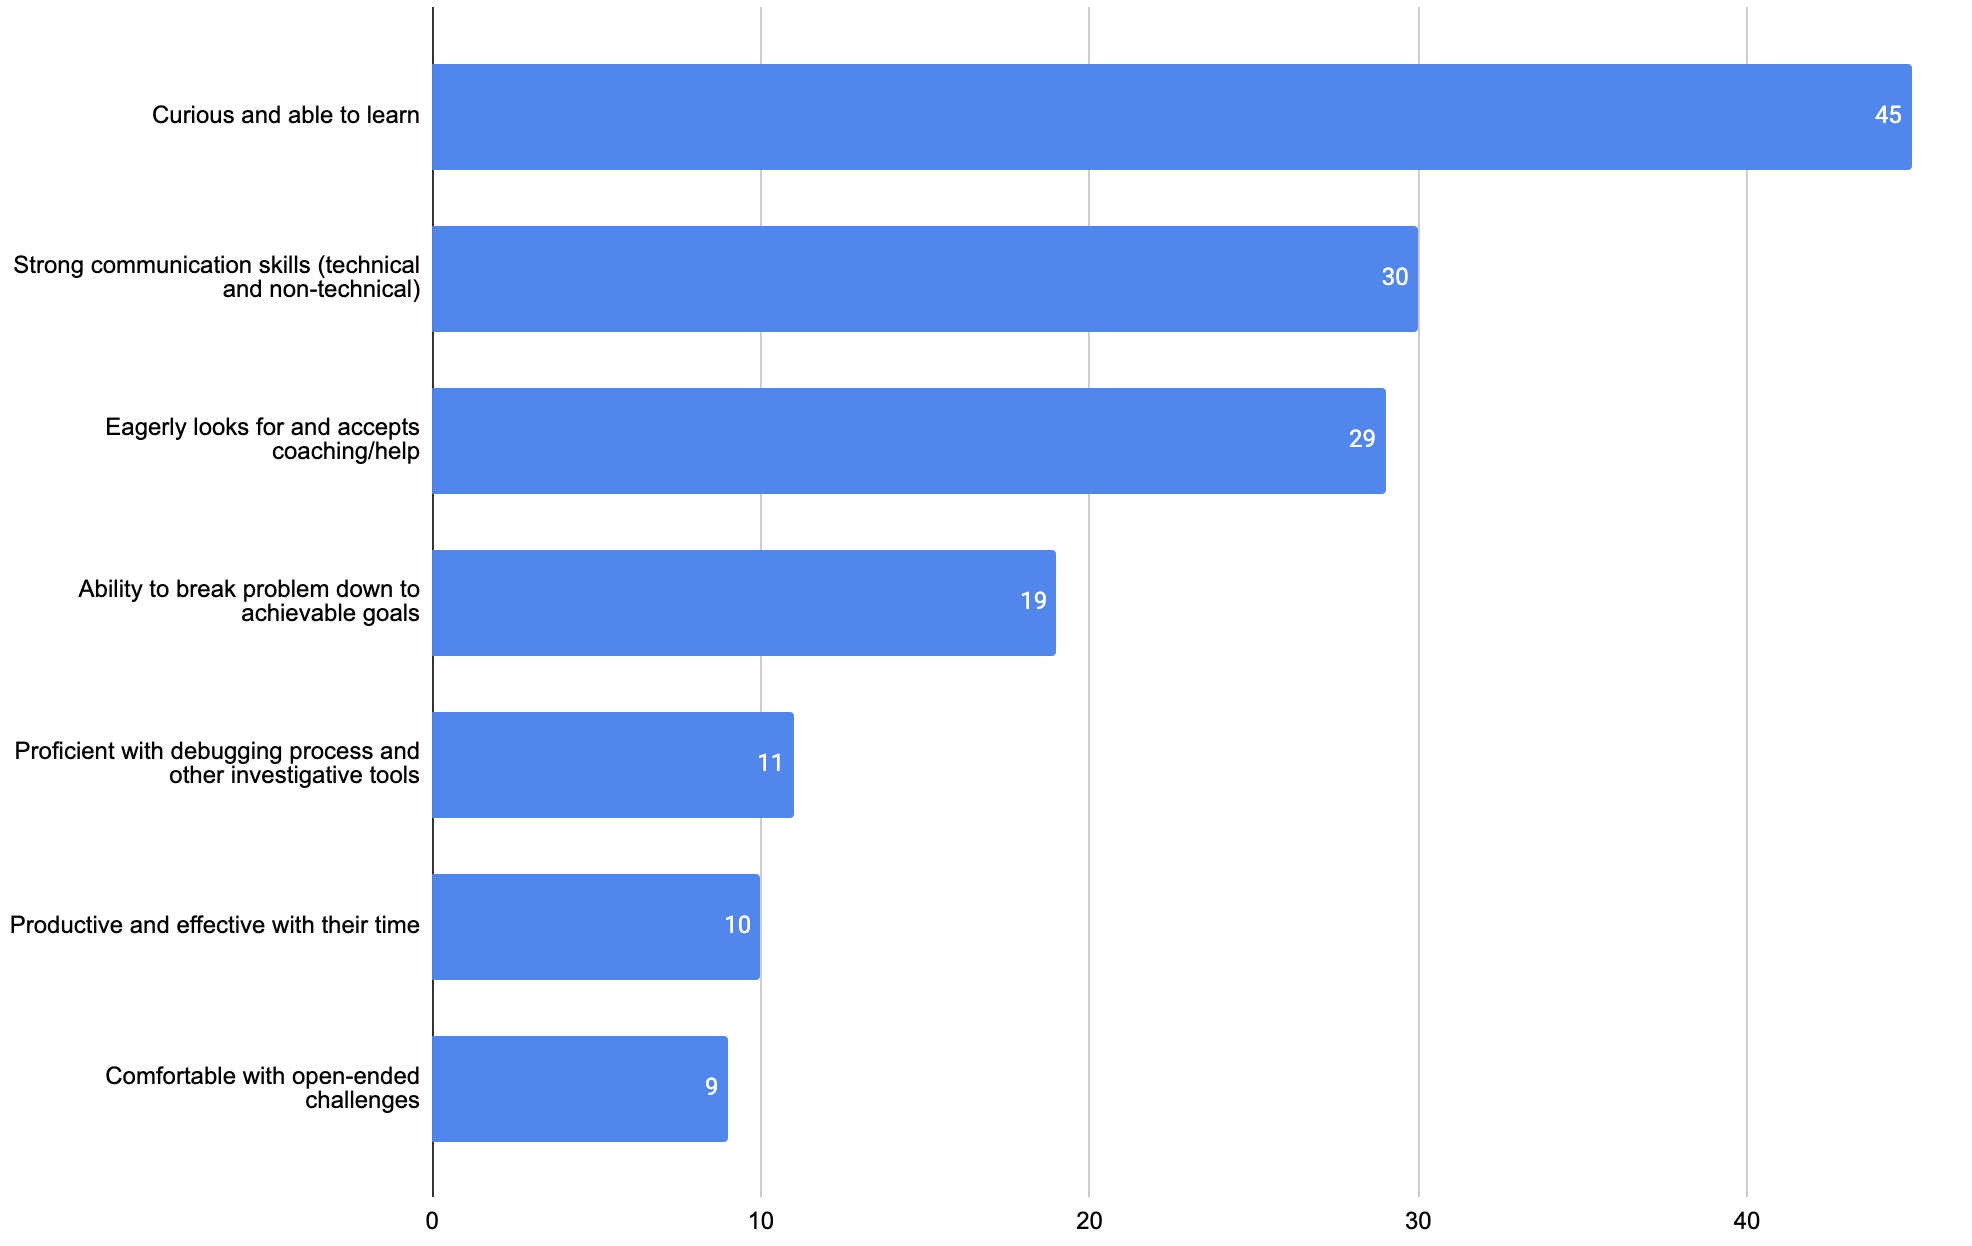 Curious and able to learn
45
Strong communication skills (technical
and non-technical)
30
Eagerly looks for and accepts
coaching/help
29
Ability to break problem down to
achievable goals
19
Proficient with debugging process and
other investigative tools
11
Productive and effective with their time
10
Comfortable with open-ended
challenges
9
0 10 20 30 40